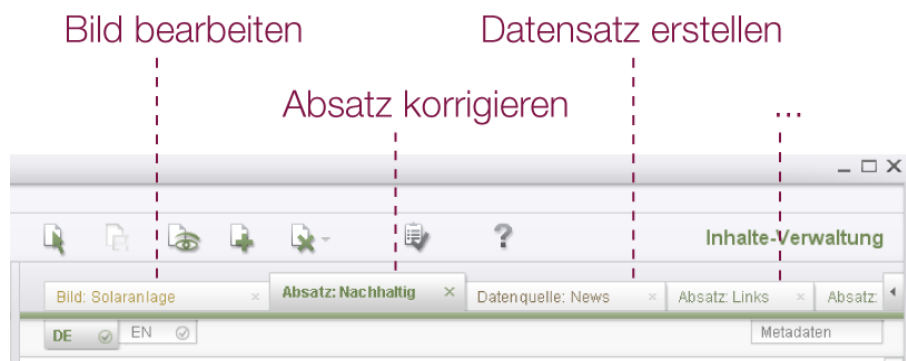 Bild bearbeiten Datensatz erstellen
Absatz korrigieren ...
?
Inhalte-Verwaltung
Bild: Solaranlage × Absatz: Nachhaltig × Datenquelle: News × Absatz: Links × Absatz:
DE EN Metadaten